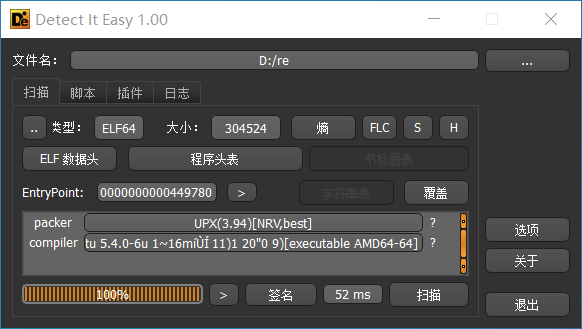 Detect It Easy 1.00
文件名: D:/re ...
扫描 脚本 插件 日志
.. 类型: ELF64 大小: 304524 熵 FLC S H
ELF 数据头 程序头表 节标题表
EntryPoint: 0000000000449780 > 字符串表 覆盖
packer UPX(3.94)[NRV,best] ?
compiler tu 5.4.0-6u 1~16míÛÍ 11)1 20"0 9)[executable AMD64-64] ?
选项
关于
100% > 签名 52 ms 扫描
退出